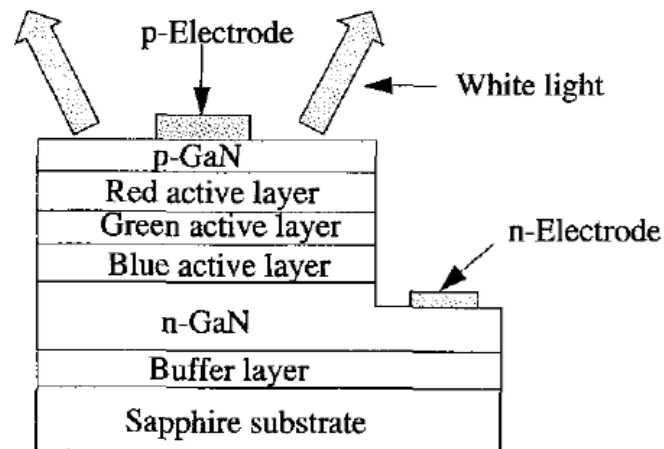 p-Electrode
White light
p-GaN
Red active layer
Green active layer
n-Electrode
Blue active layer
n-GaN
Buffer layer
Sapphire substrate